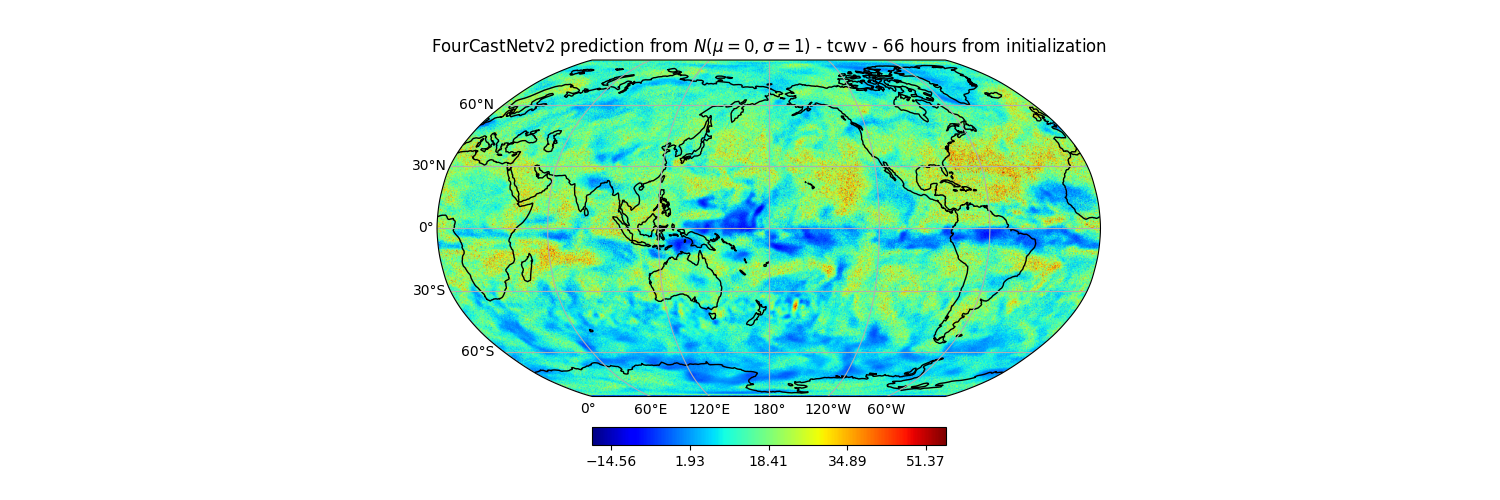 FourCastNetv2 prediction from N(μ = 0, σ = 1) - tcwv - 66 hours from initialization
60°N
30°N
0°
30°S
60°S
0° 60°E 120°E 180° 120°W 60°W
−14.56 1.93 18.41 34.89 51.37